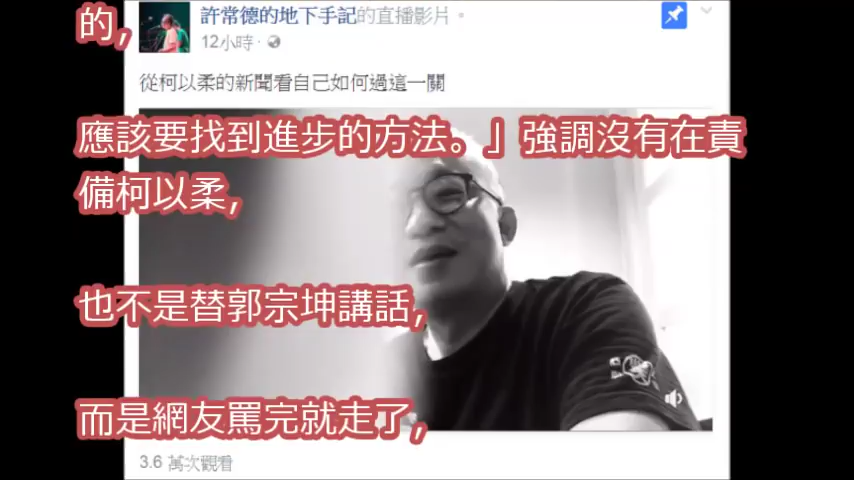 的，
許常德的地下手記的直播影片。
12小時·
從柯以柔的新聞看自己如何過這一關
應該要找到進步的方法。』強調沒有在責
備柯以柔，
也不是替郭宗坤講話，
而是網友罵完就走了，
3.6 萬次觀看